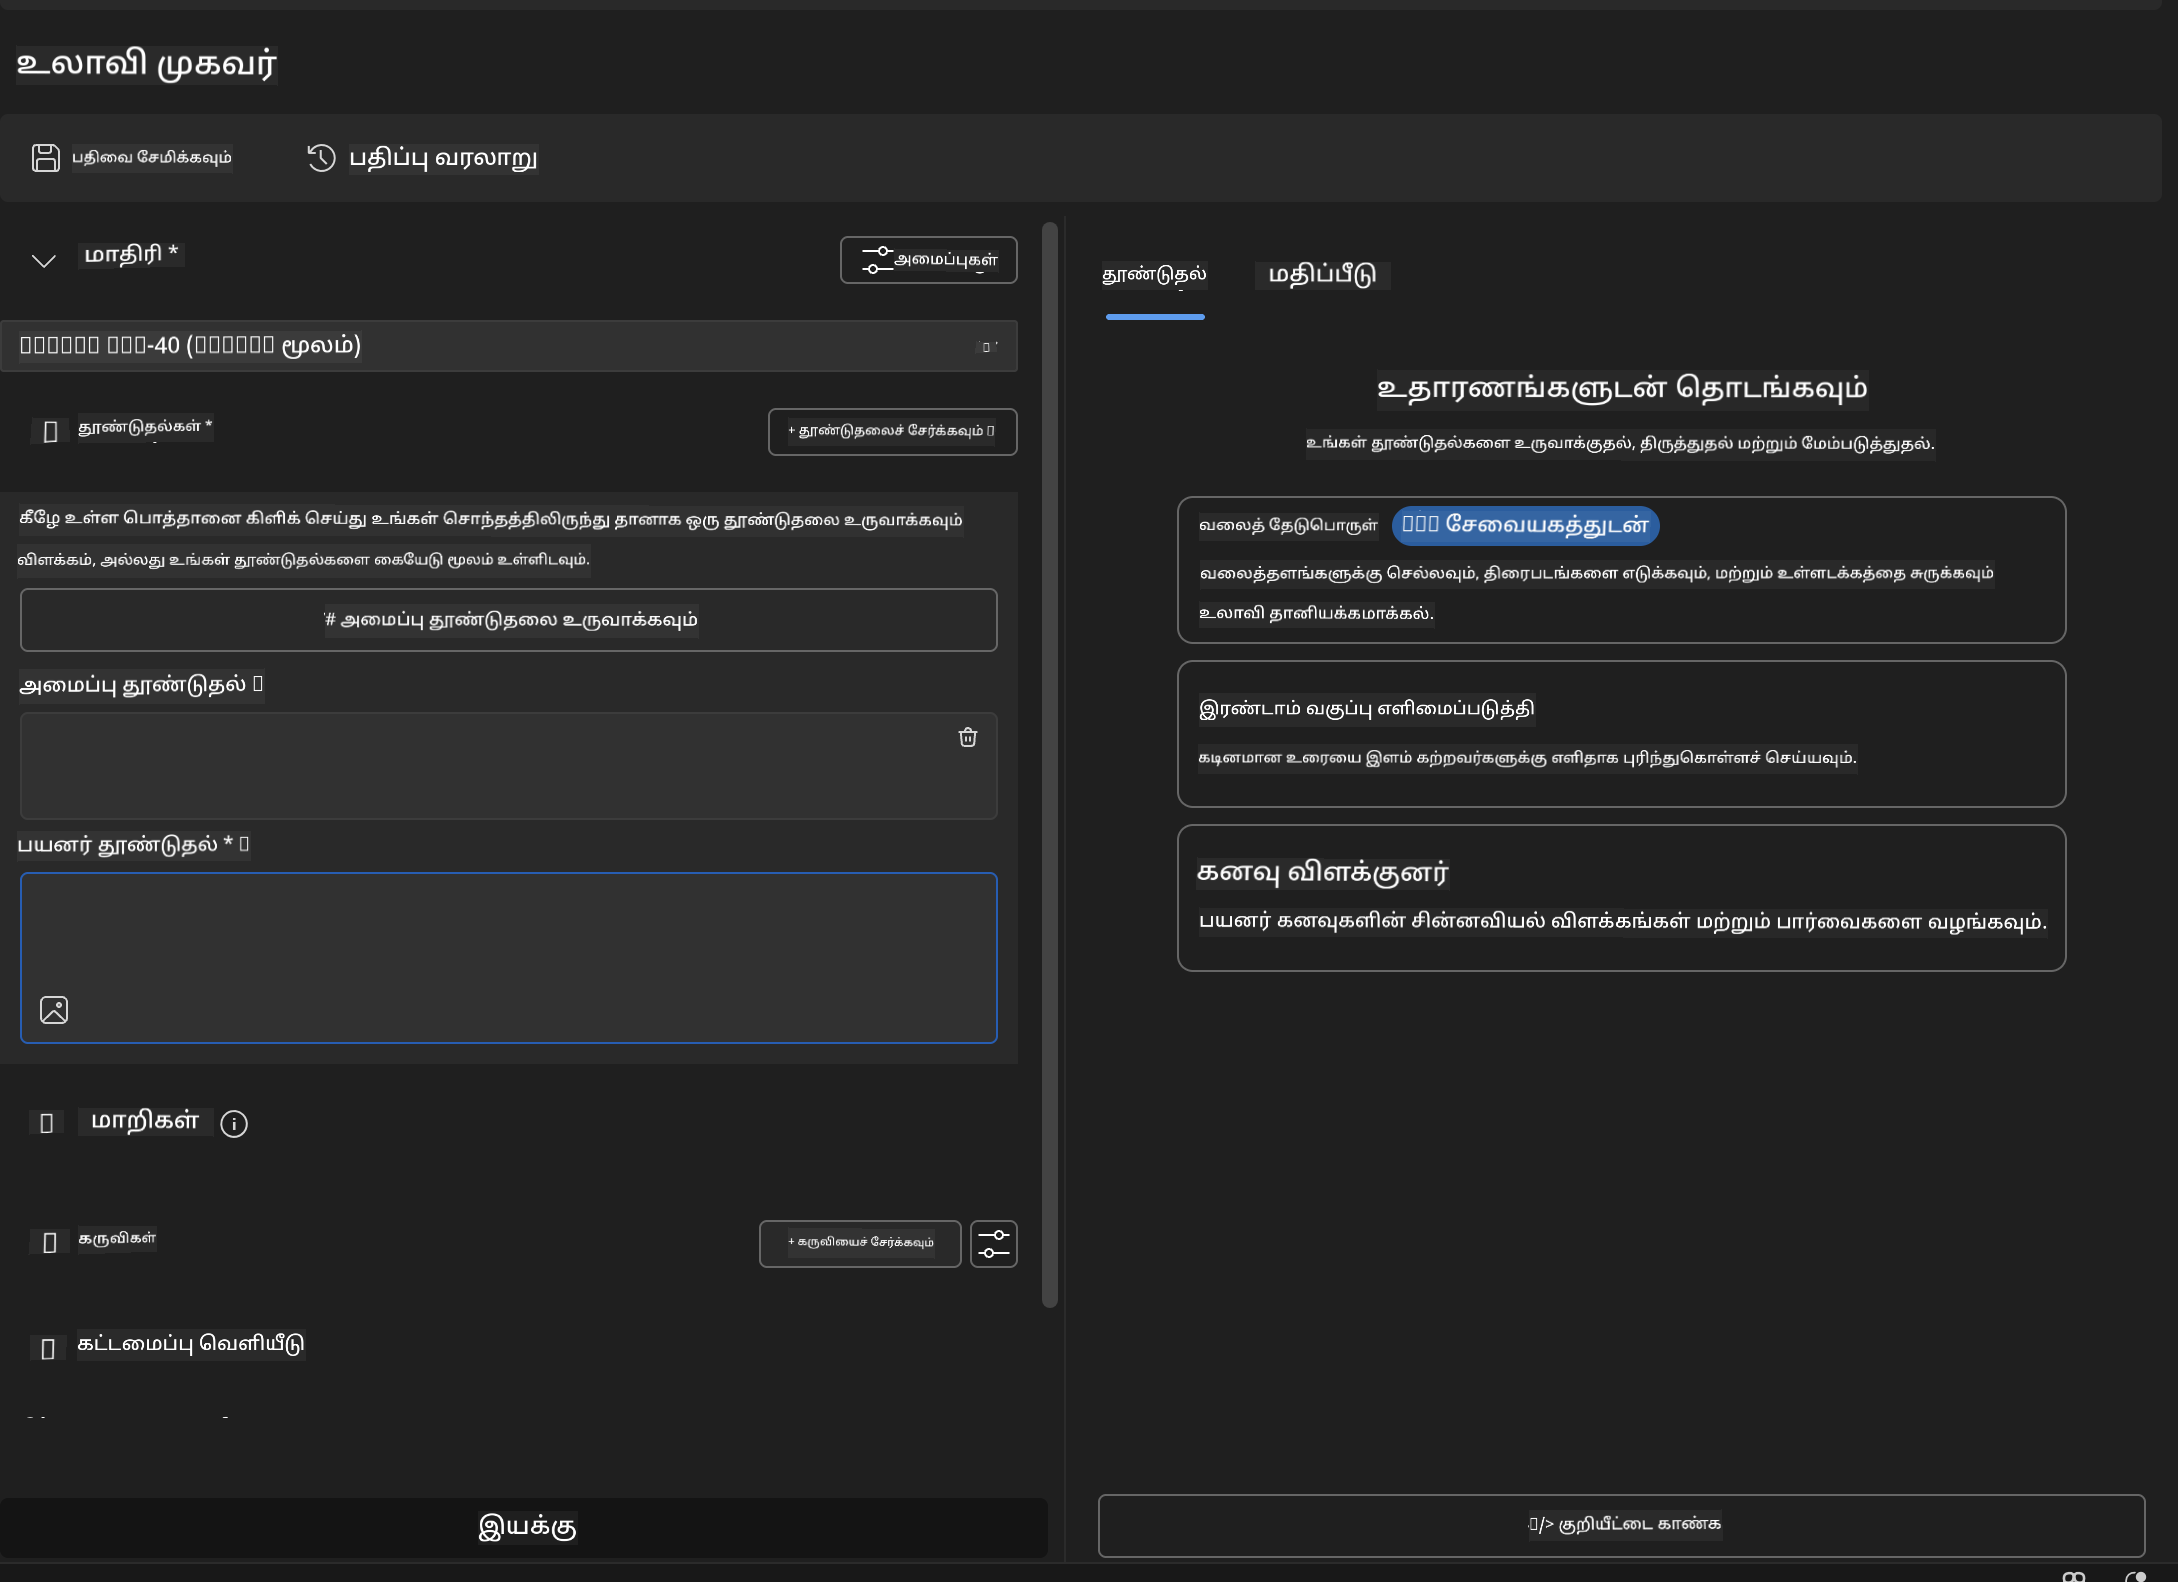 உலாவி முகவர்
பதிவை சேமிக்கவும்
பதிப்பு வரலாறு
மாதிரி *
அமைப்புகள்
-40 ( மூலம்)
தூண்டுதல்கள் *
+ தூண்டுதலைச் சேர்க்கவும்
கீழே உள்ள பொத்தானை கிளிக் செய்து உங்கள் சொந்தத்திலிருந்து தானாக ஒரு தூண்டுதலை உருவாக்கவும்
விளக்கம், அல்லது உங்கள் தூண்டுதல்களை கையேடு மூலம் உள்ளிடவும்.
# அமைப்பு தூண்டுதலை உருவாக்கவும்
அமைப்பு தூண்டுதல்
பயனர் தூண்டுதல் *
மாறிகள்
கருவிகள்
+ கருவியைச் சேர்க்கவும்
கட்டமைப்பு வெளியீடு
இயக்கு
தூண்டுதல்
மதிப்பீடு
உதாரணங்களுடன் தொடங்கவும்
உங்கள் தூண்டுதல்களை உருவாக்குதல், திருத்துதல் மற்றும் மேம்படுத்துதல்.
வலைத் தேடுபொருள்
சேவையகத்துடன்
வலைத்தளங்களுக்கு செல்லவும், திரைபடங்களை எடுக்கவும், மற்றும் உள்ளடக்கத்தை சுருக்கவும்
உலாவி தானியக்கமாக்கல்.
இரண்டாம் வகுப்பு எளிமைப்படுத்தி
கடினமான உரையை இளம் கற்றவர்களுக்கு எளிதாக புரிந்துகொள்ளச் செய்யவும்.
கனவு விளக்குனர்
பயனர் கனவுகளின் சின்னவியல் விளக்கங்கள் மற்றும் பார்வைகளை வழங்கவும்.
/> குறியீட்டை காண்க